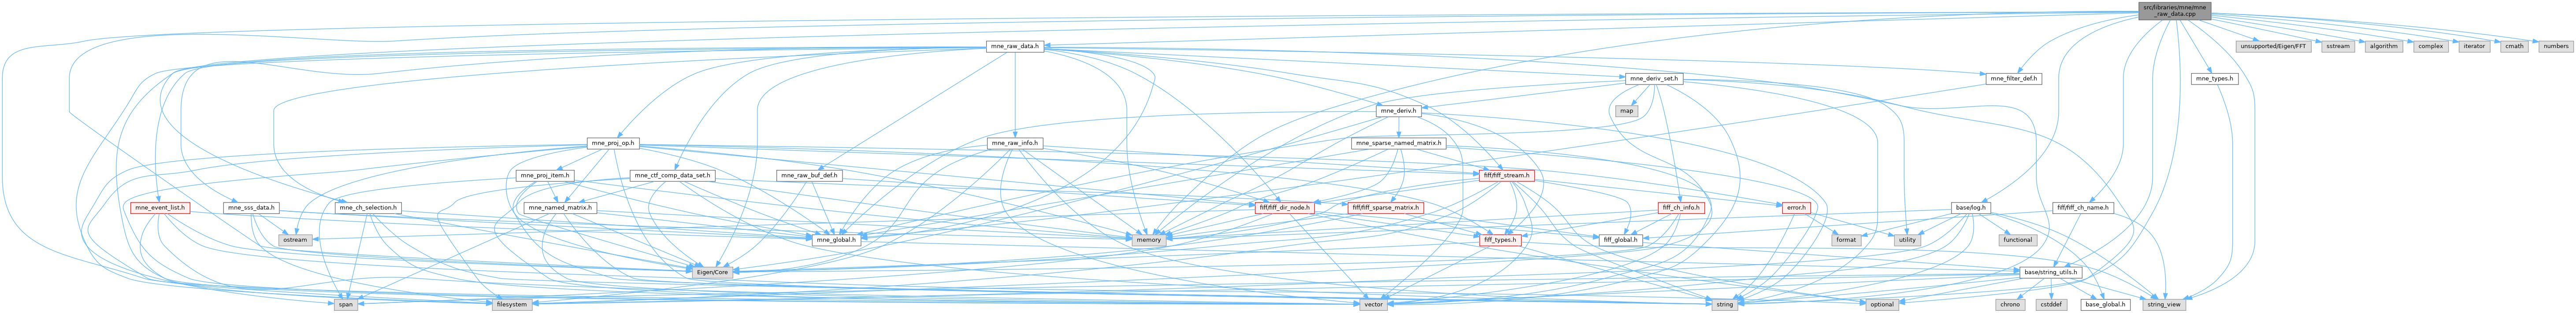 src/libraries/mne/mne
_raw_data.cpp
mne_raw_data.h
unsupported/Eigen/FFT
sstream
algorithm
complex
iterator
cmath
numbers
mne_deriv_set.h
mne_filter_def.h
mne_types.h
map
mne_deriv.h
mne_proj_op.h
mne_raw_info.h
mne_sparse_named_matrix.h
mne_proj_item.h
mne_ctf_comp_data_set.h
mne_raw_buf_def.h
fiff/fiff_stream.h
mne_event_list.h
mne_sss_data.h
mne_ch_selection.h
mne_named_matrix.h
fiff/fiff_dir_node.h
fiff/fiff_sparse_matrix.h
fiff_ch_info.h
error.h
base/log.h
fiff/fiff_ch_name.h
ostream
mne_global.h
memory
fiff_types.h
fiff_global.h
format
utility
functional
Eigen/Core
base/string_utils.h
span
filesystem
vector
string
optional
chrono
cstddef
base_global.h
string_view